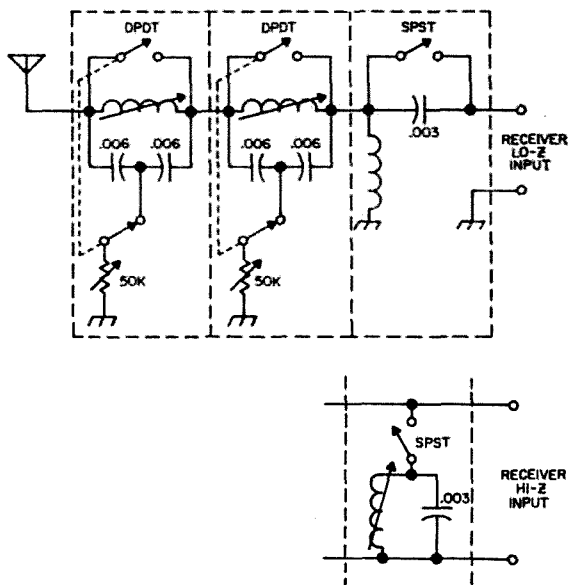 DPDT
DPDT
SPST
.006
.006
.006
.006
.003
RECEIVER
LO-Z
INPUT
50K
50K
SPST
.003
RECEIVER
HI-Z
INPUT